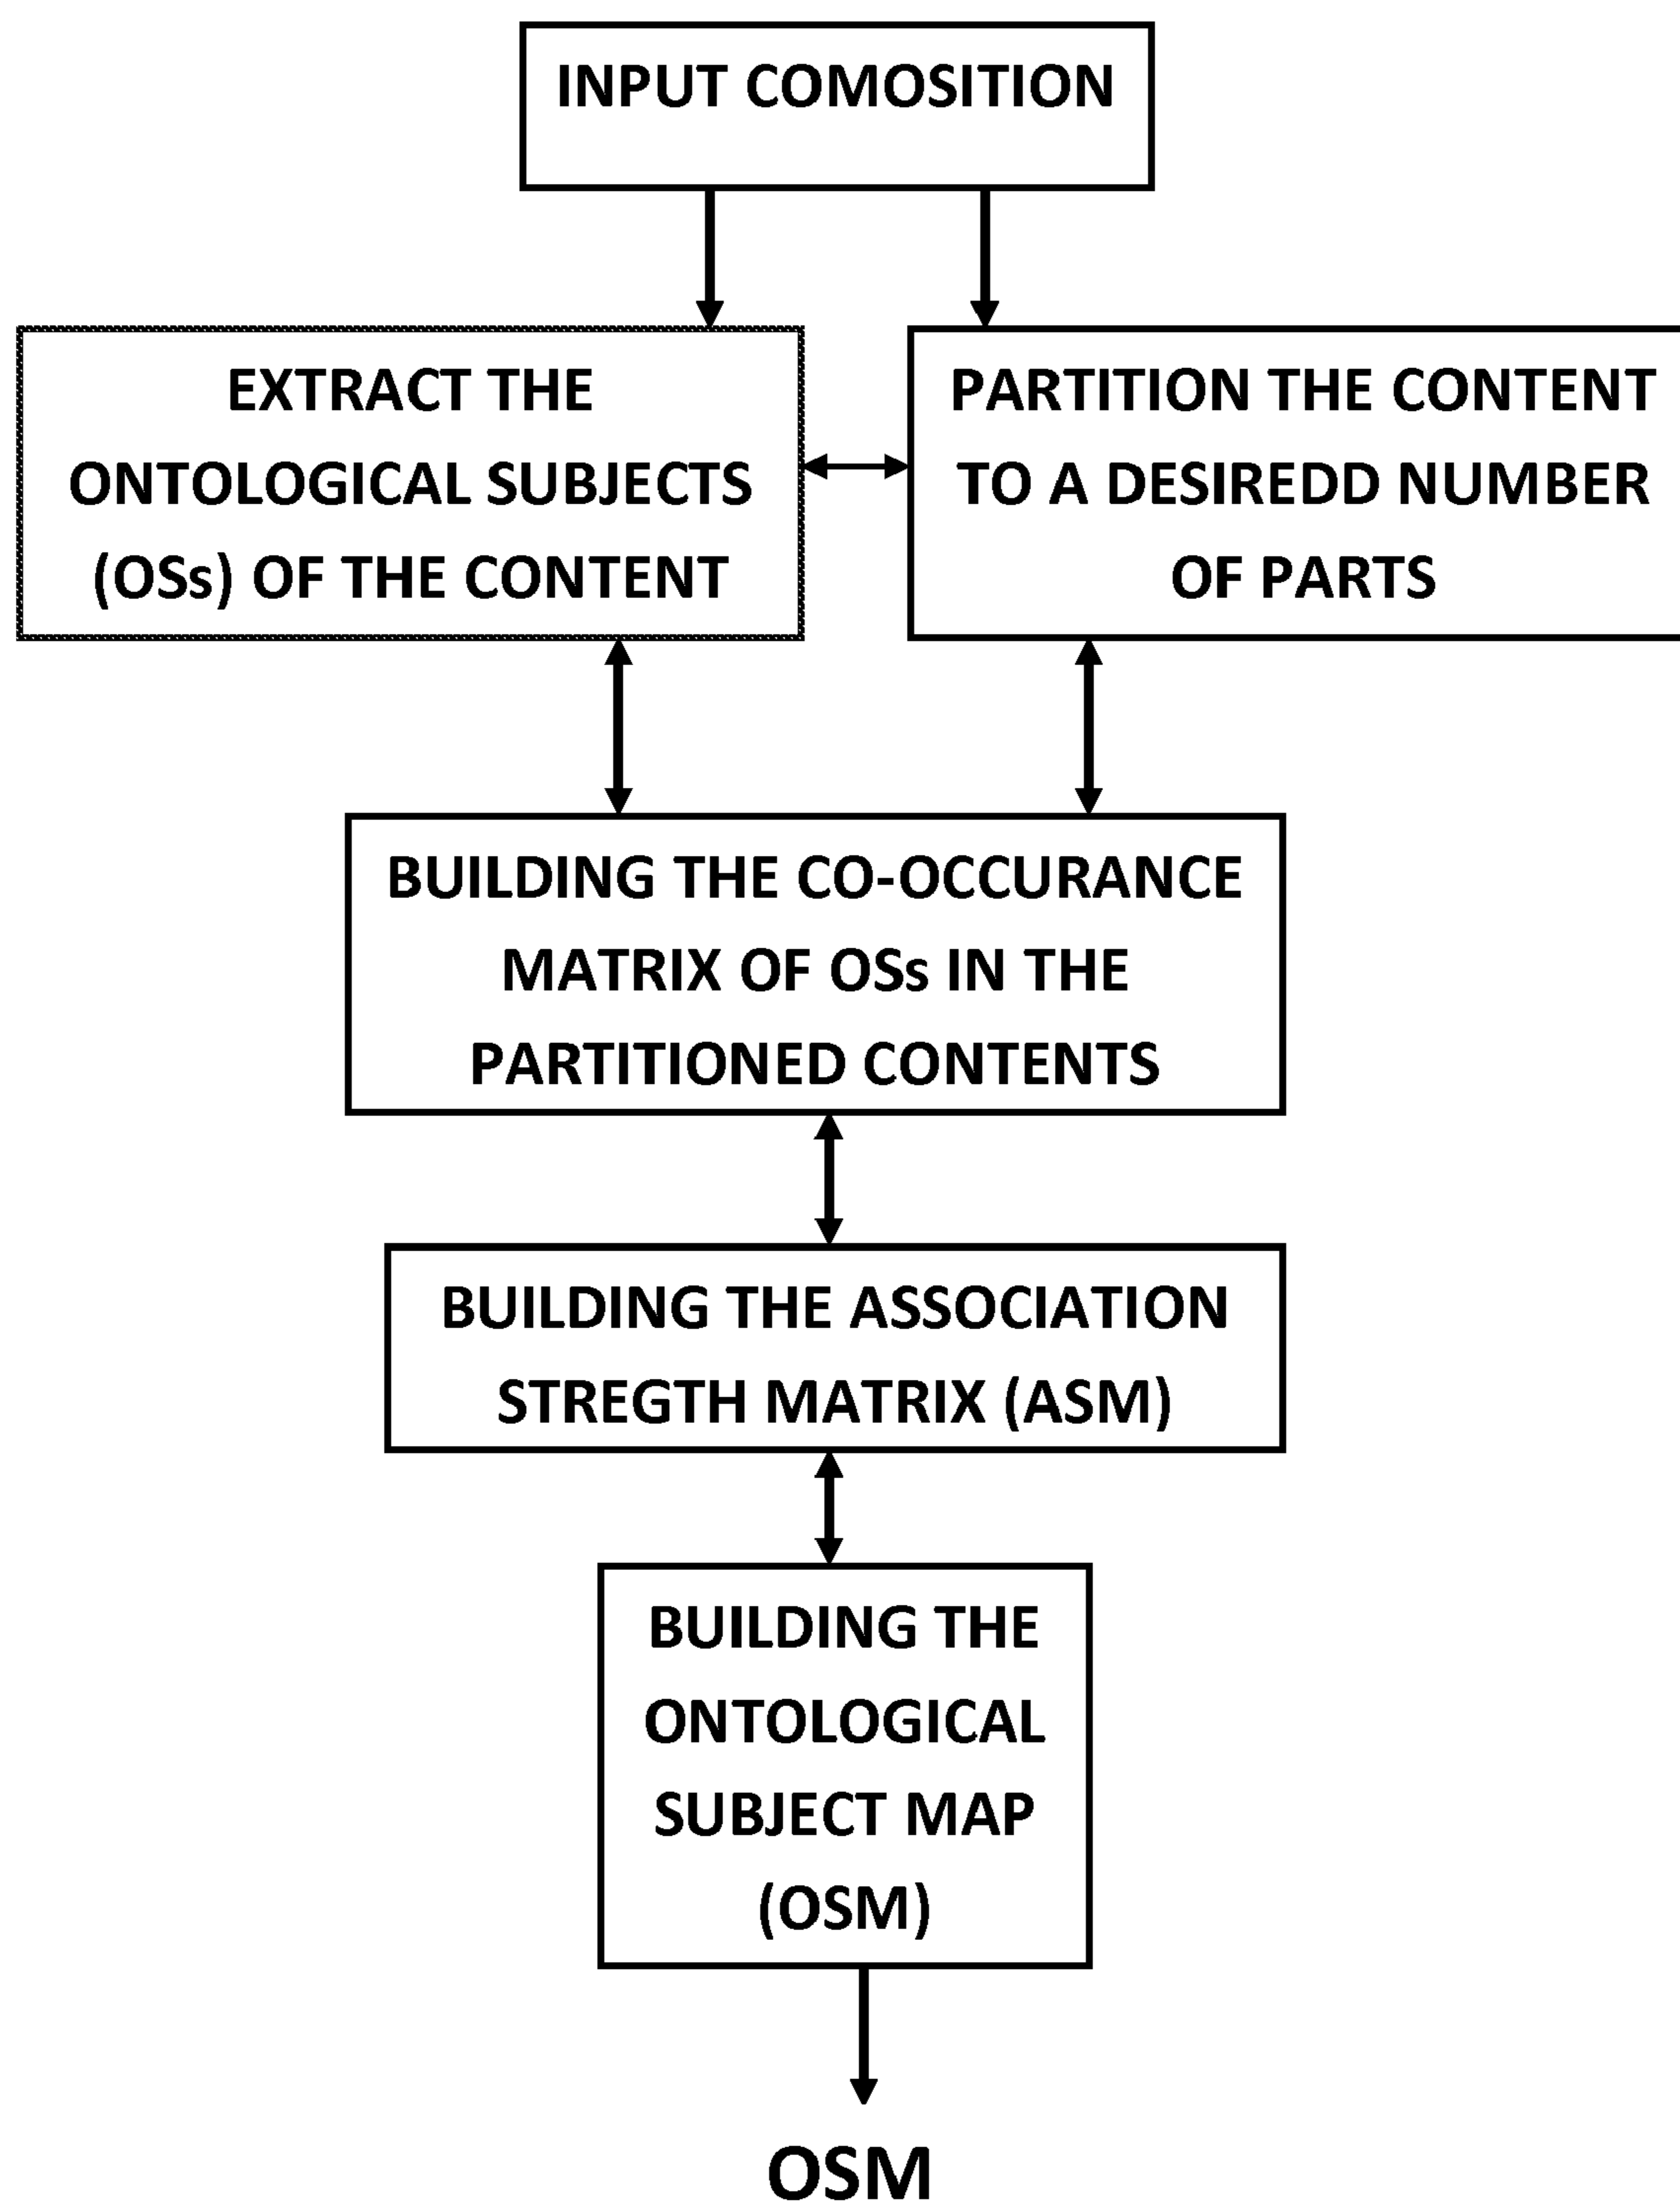 INPUT COMOSITION
EXTRACT THE
ONTOLOGICAL SUBJECTS
(OSs) OF THE CONTENT
PARTITION THE CONTENT
TO A DESIREDD NUMBER
OF PARTS
BUILDING THE CO-OCCURANCE
MATRIX OF OSs IN THE
PARTITIONED CONTENTS
BUILDING THE ASSOCIATION
STREGTH MATRIX (ASM)
BUILDING THE
ONTOLOGICAL
SUBJECT MAP
(OSM)
OSM